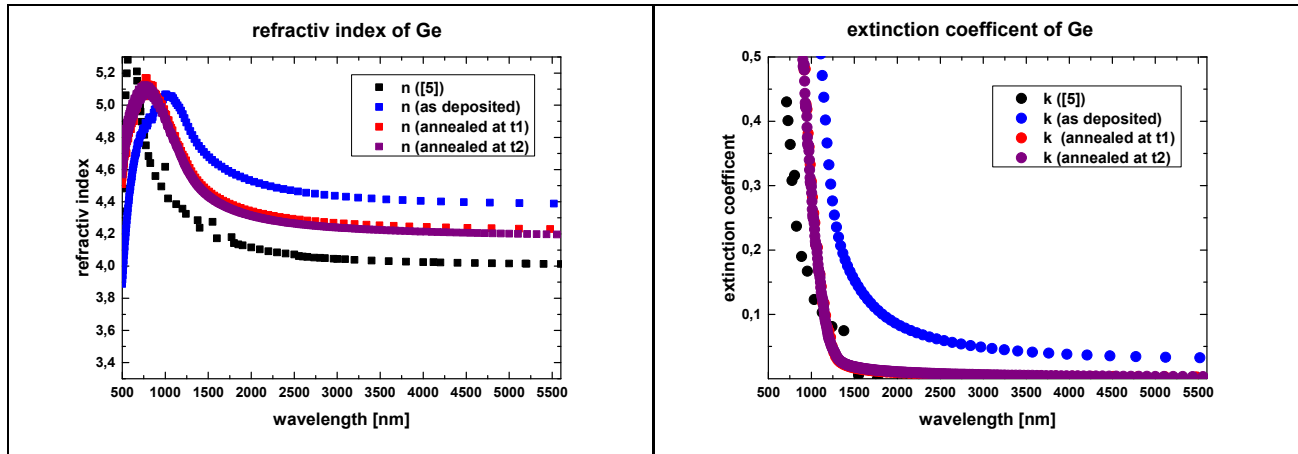 refractiv index of Ge
5,2
5,0
4,8
4,6
4,4
4,2
4,0
3,8
3,6
3,4
refractiv index
n ([5])
n (as deposited)
n (annealed at t1)
n (annealed at t2)
500 1000 1500 2000 2500 3000 3500 4000 4500 5000 5500
wavelength [nm]
extinction coefficent of Ge
0,5
0,4
0,3
0,2
0,1
extinction coefficent
k ([5])
k (as deposited)
k (annealed at t1)
k (annealed at t2)
500 1000 1500 2000 2500 3000 3500 4000 4500 5000 5500
wavelength [nm]